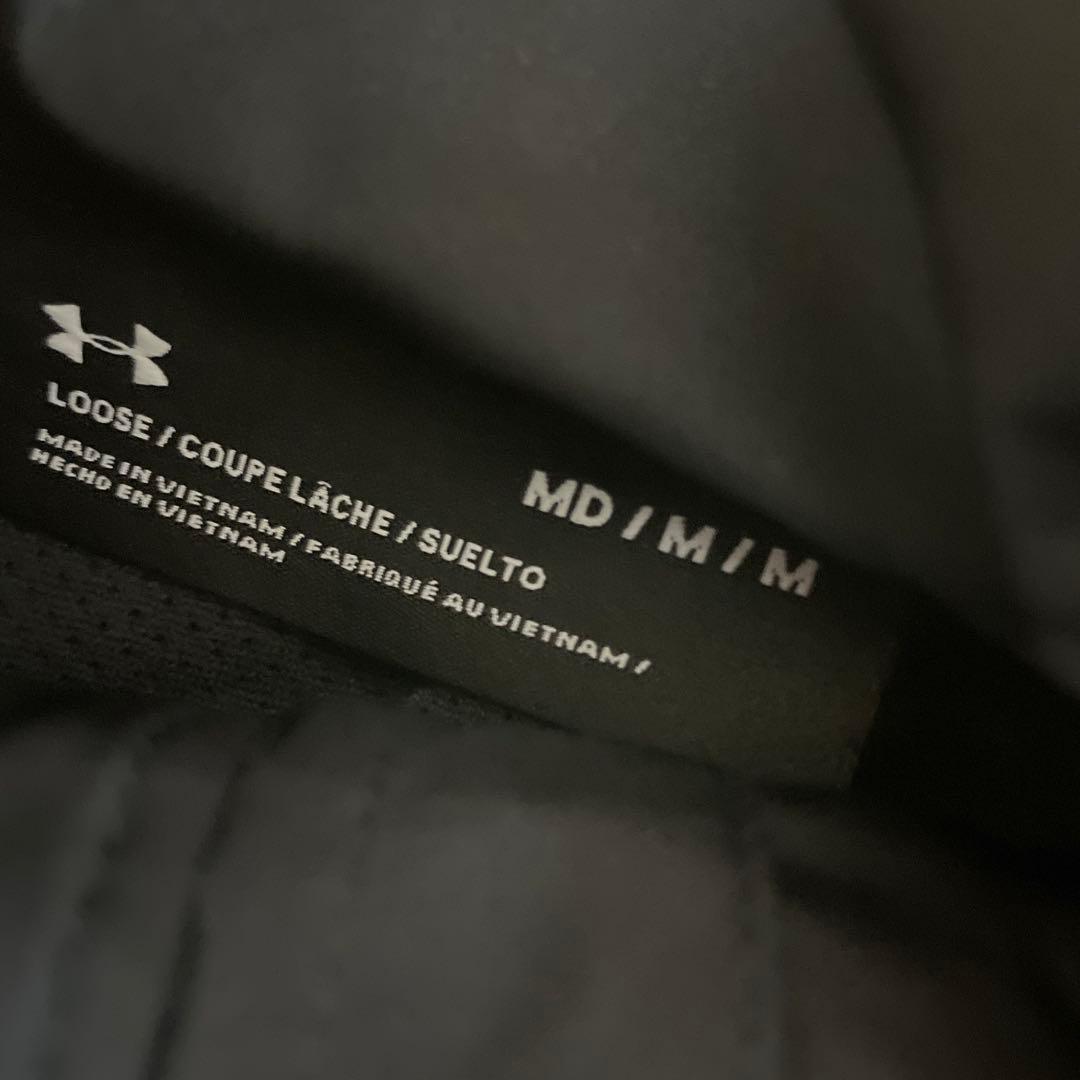 LOOSE / COUPE LÂCHE / SUELTO
MD / M / M
MADE IN VIETNAM / FABRIQUÉ AU VIETNAM /
HECHO EN VIETNAM